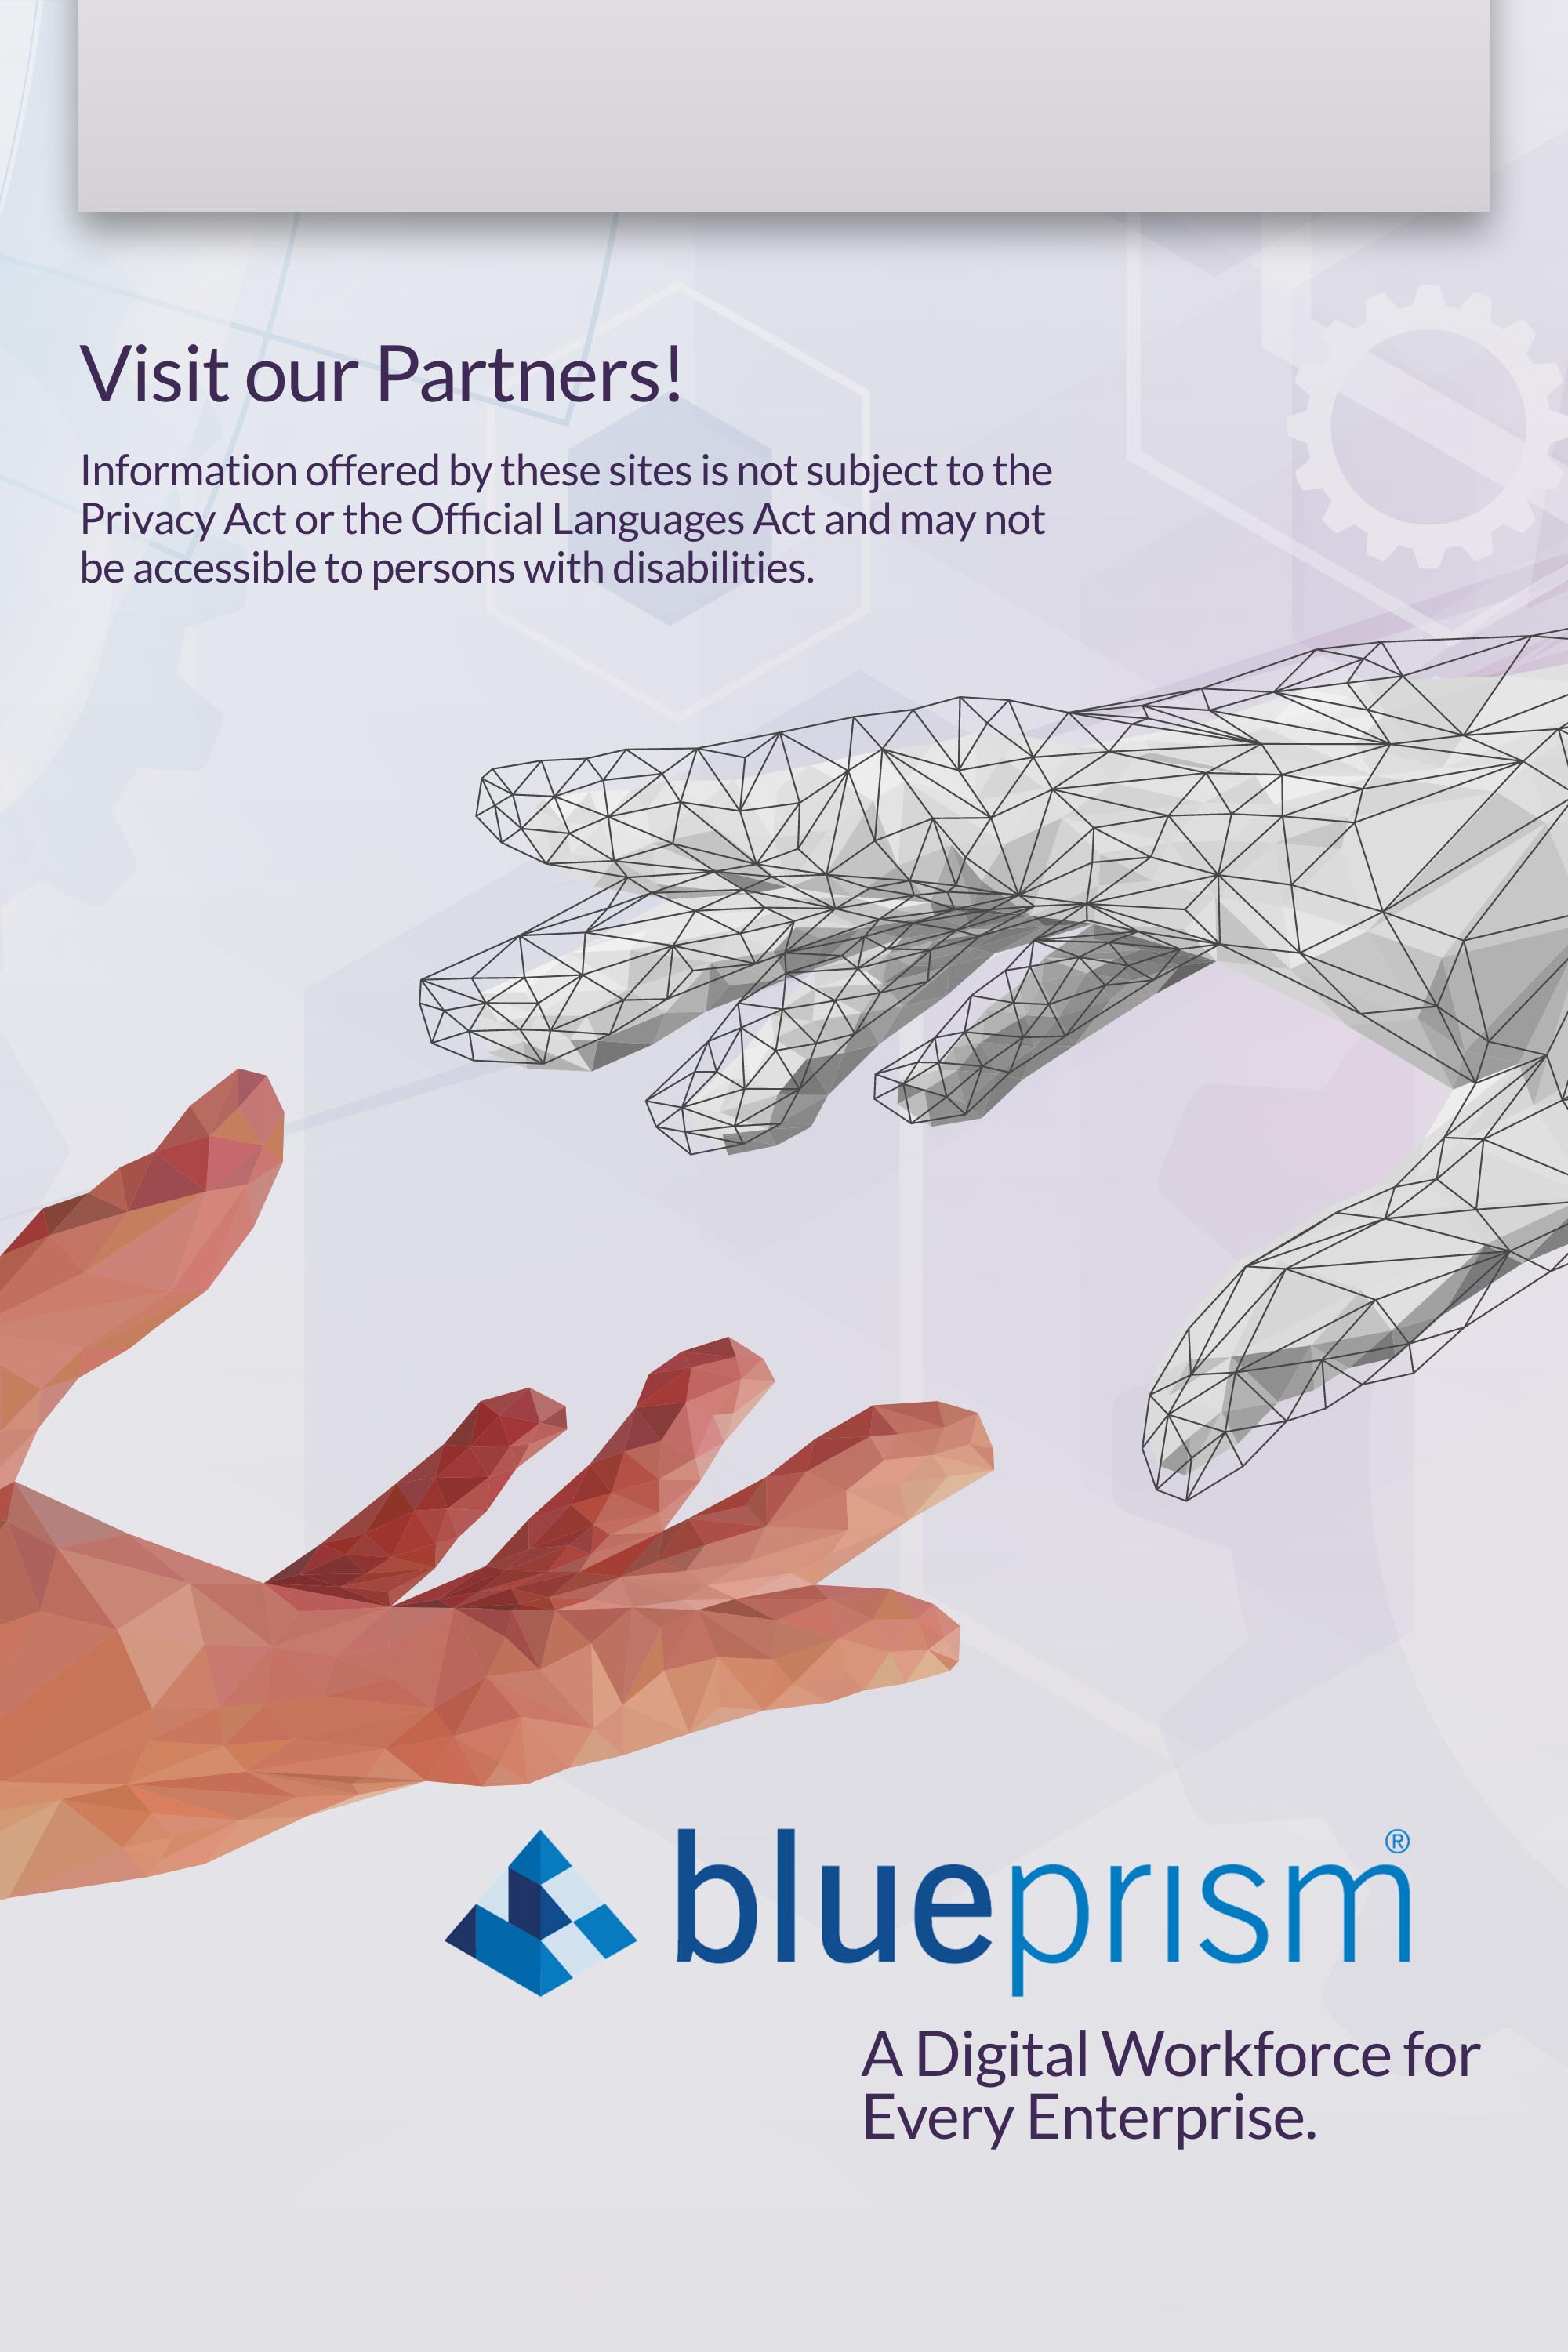 Visit our Partners!
Information offered by these sites is not subject to the
Privacy Act or the Official Languages Act and may not
be accessible to persons with disabilities.
blueprism®
A Digital Workforce for
Every Enterprise.